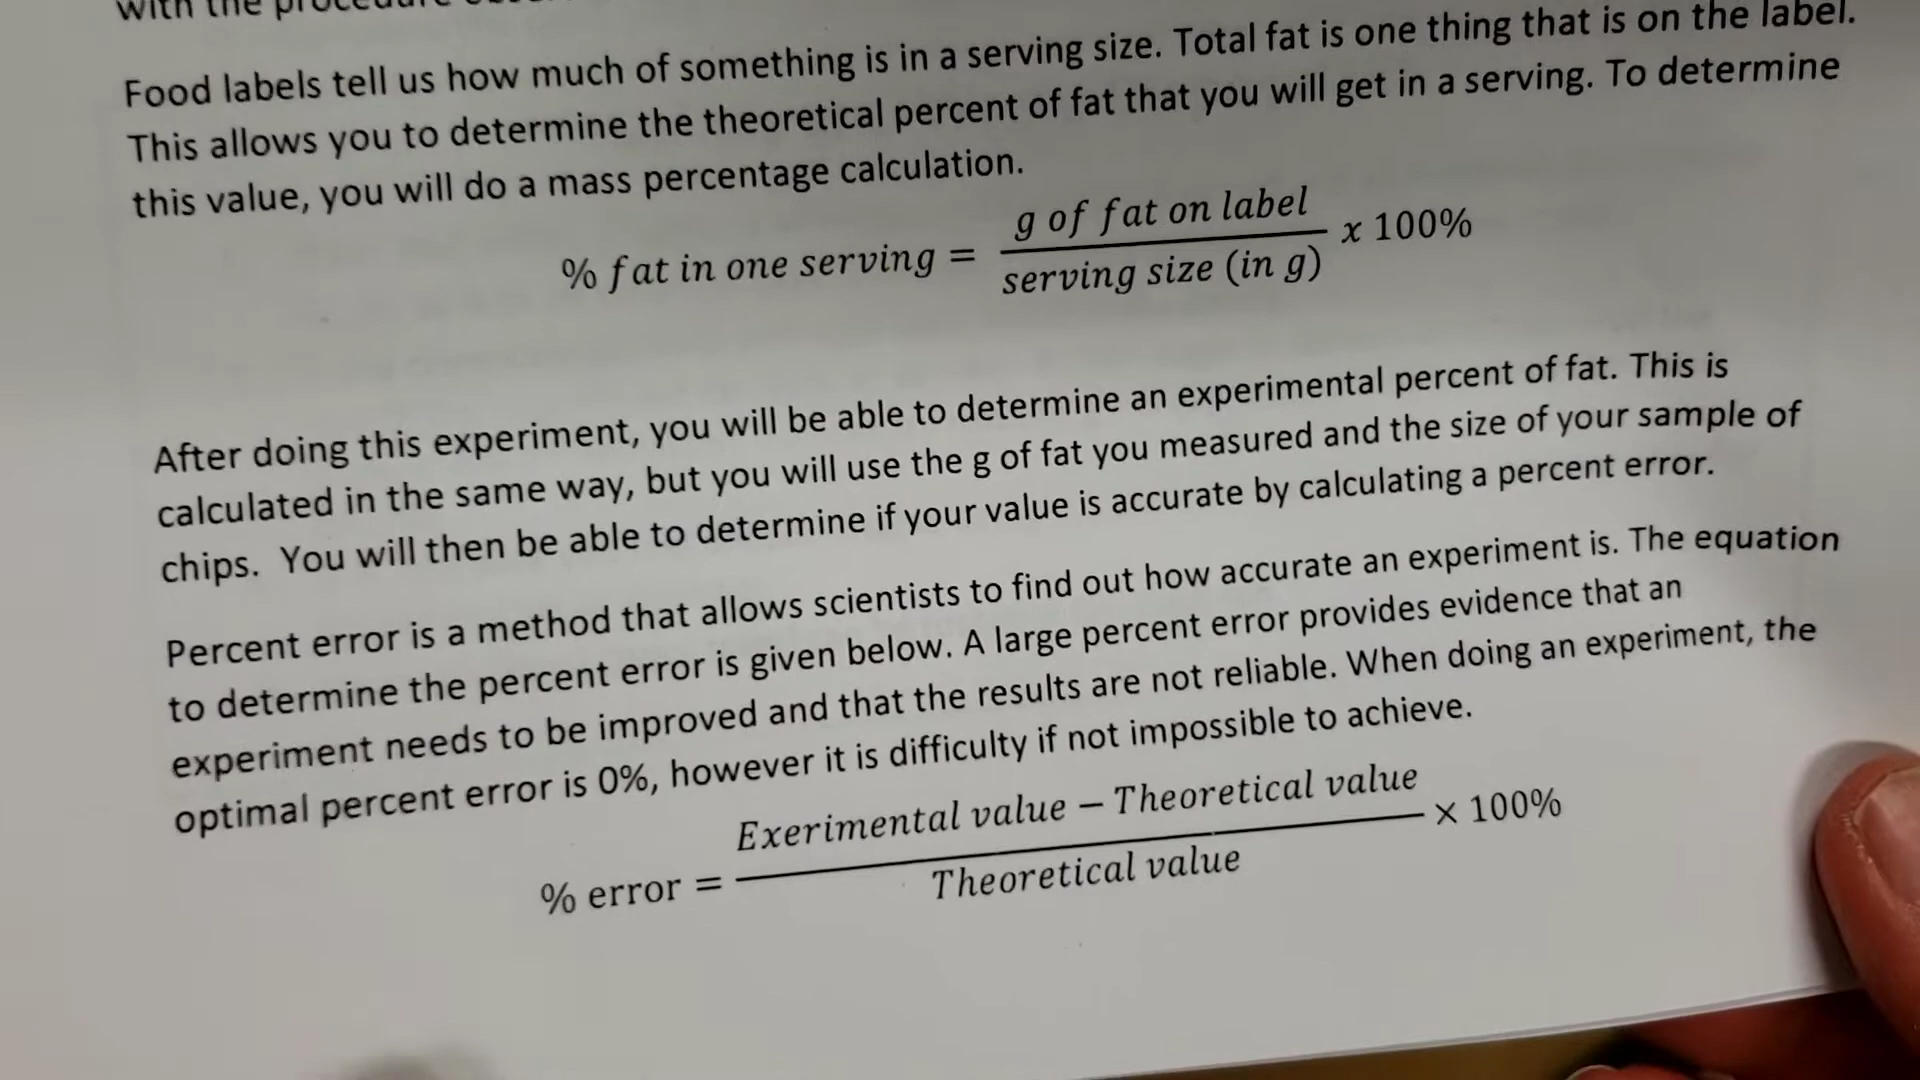 with the
Food labels tell us how much of something is in a serving size. Total fat is one thing that is on the label.
This allows you to determine the theoretical percent of fat that you will get in a serving. To determine
this value, you will do a mass percentage calculation.
% fat in one serving = g of fat on label / serving size (in g) x 100%
After doing this experiment, you will be able to determine an experimental percent of fat. This is
calculated in the same way, but you will use the g of fat you measured and the size of your sample of
chips. You will then be able to determine if your value is accurate by calculating a percent error.
Percent error is a method that allows scientists to find out how accurate an experiment is. The equation
to determine the percent error is given below. A large percent error provides evidence that an
experiment needs to be improved and that the results are not reliable. When doing an experiment, the
optimal percent error is 0%, however it is difficulty if not impossible to achieve.
% error = Exerimental value – Theoretical value / Theoretical value × 100%